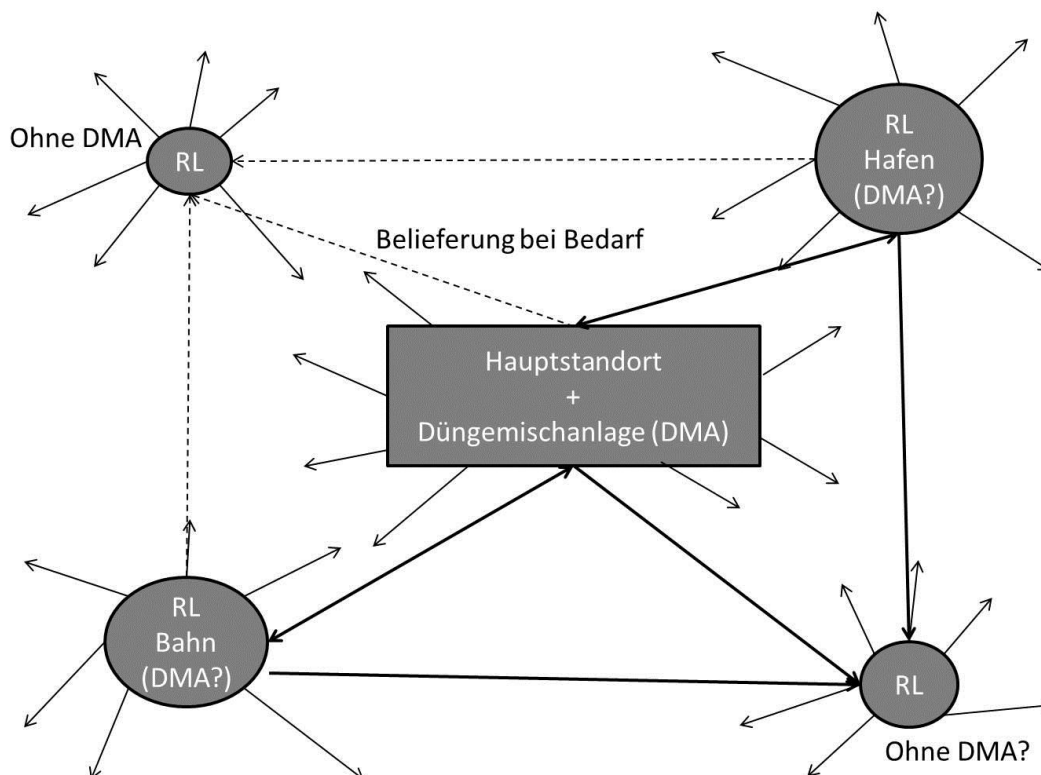 Ohne DMA
RL
RL
Hafen
(DMA?)
Belieferung bei Bedarf
Hauptstandort
+
Düngemischanlage (DMA)
RL
Bahn
(DMA?)
RL
Ohne DMA?